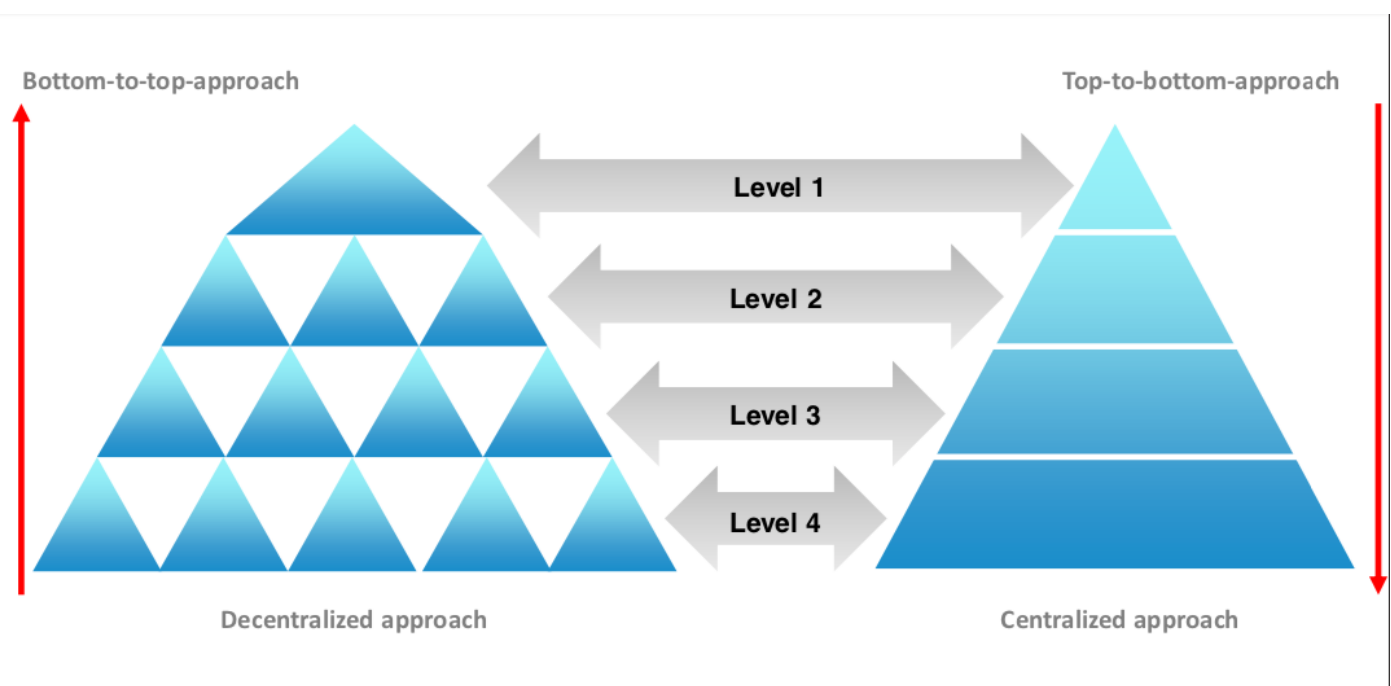 Bottom-to-top-approach
Top-to-bottom-approach
Level 1
Level 2
Level 3
Level 4
Decentralized approach
Centralized approach